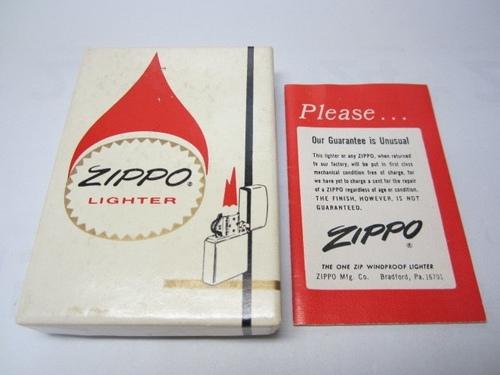 ZIPPO®
LIGHTER
Please...
Our Guarantee is Unusual
This lighter or any ZIPPO, when returned
to our factory, will be put in first class
mechanical condition free of charge, for
we have yet to charge a cent for the repair
of a ZIPPO regardless of age or condition.
THE FINISH, HOWEVER, IS NOT
GUARANTEED.
ZIPPO®
THE ONE ZIP WINDPROOF LIGHTER
ZIPPO Mfg. Co. Bradford, Pa. 16701